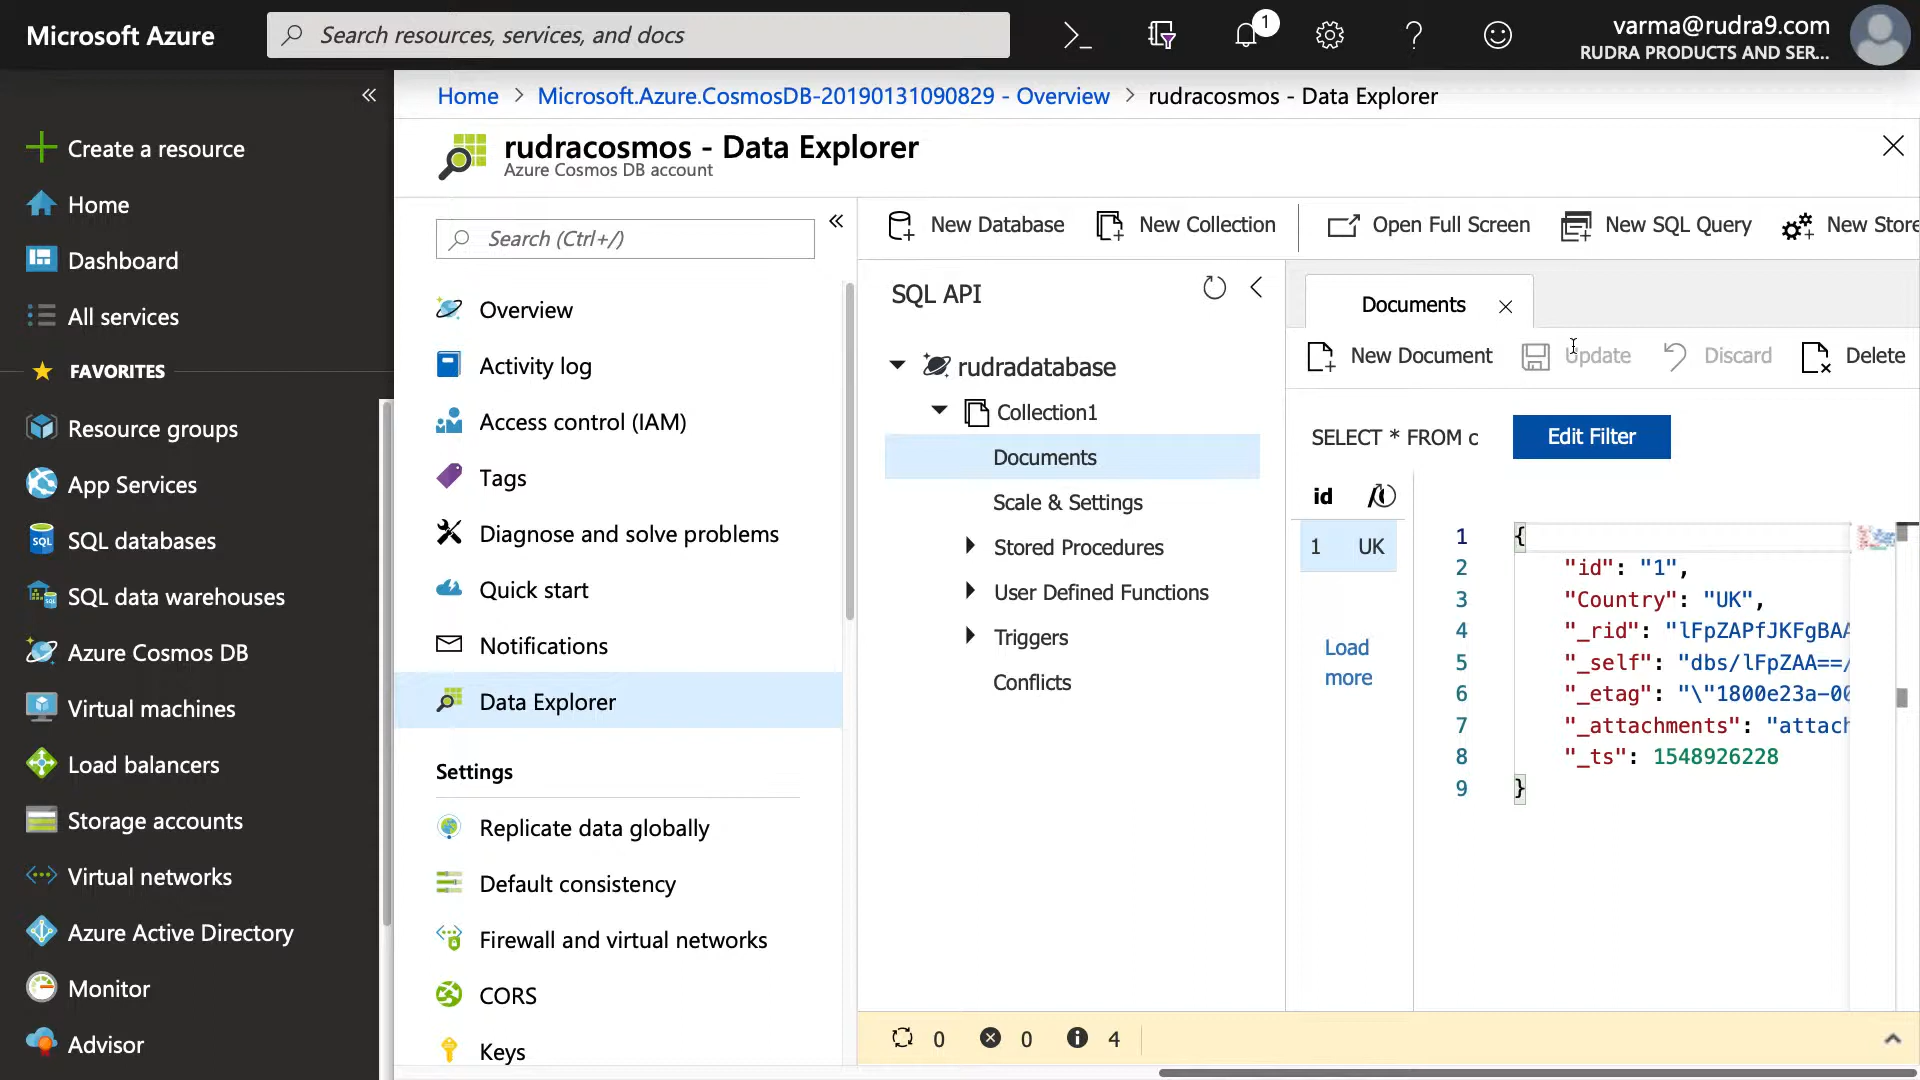 Microsoft Azure
Search resources, services, and docs
1
varma@rudra9.com
RUDRA PRODUCTS AND SER...
Create a resource
Home
Dashboard
All services
FAVORITES
Resource groups
App Services
SQL databases
SQL data warehouses
Azure Cosmos DB
Virtual machines
Load balancers
Storage accounts
Virtual networks
Azure Active Directory
Monitor
Advisor
Home > Microsoft.Azure.CosmosDB-20190131090829 - Overview > rudracosmos - Data Explorer
rudracosmos - Data Explorer
Azure Cosmos DB account
Search (Ctrl+/)
Overview
Activity log
Access control (IAM)
Tags
Diagnose and solve problems
Quick start
Notifications
Data Explorer
Settings
Replicate data globally
Default consistency
Firewall and virtual networks
CORS
Keys
New Database
New Collection
Open Full Screen
New SQL Query
New Store
SQL API
rudradatabase
Collection1
Documents
Scale & Settings
Stored Procedures
User Defined Functions
Triggers
Conflicts
Documents
New Document
Update
Discard
Delete
SELECT * FROM c
Edit Filter
id
1 UK
Load
more
1 {
2 "id": "1",
3 "Country": "UK",
4 "_rid": "lFpZAPfJKFgBAA
5 "_self": "dbs/lFpZAA==/
6 "_etag": "\"1800e23a-00
7 "_attachments": "attach
8 "_ts": 1548926228
9 }
0 0 4